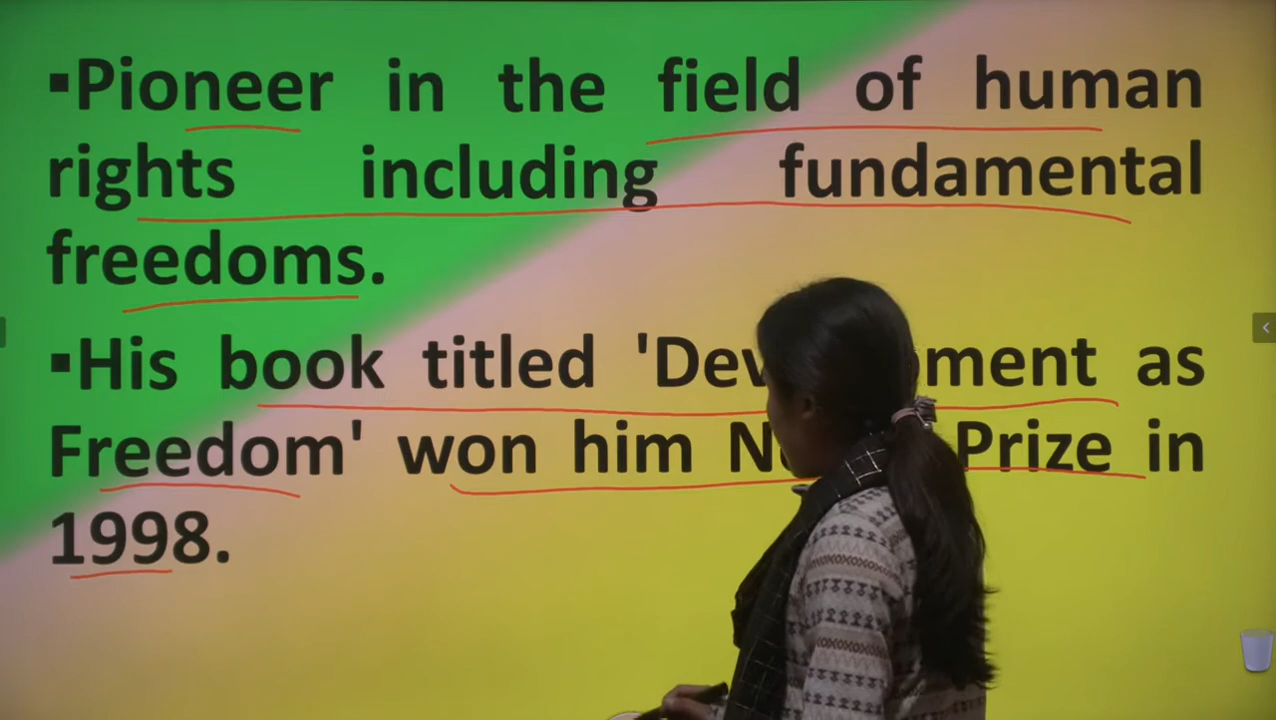 ▪Pioneer in the field of human
rights including fundamental
freedoms.
▪His book titled 'Development as
Freedom' won him Prize in
1998.